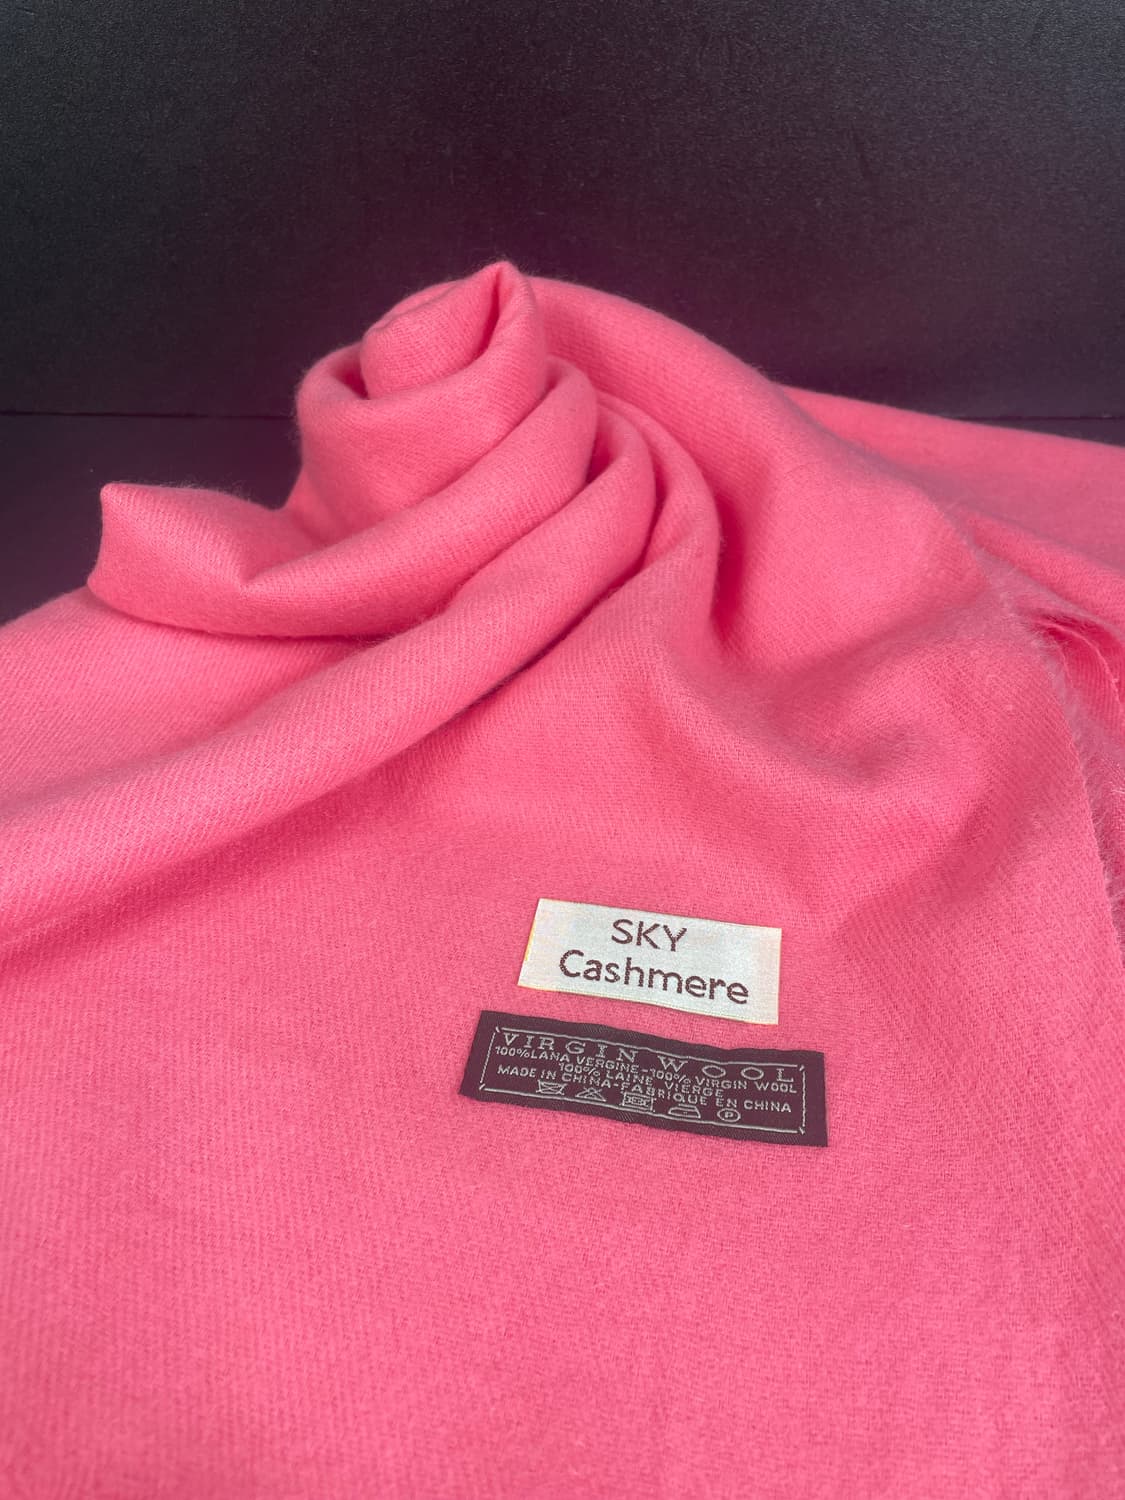 SKY
Cashmere
VIRGIN WOOL
100%LANA VERGINE-100% VIRGIN WOOL
100% LAINE VIERGE
MADE IN CHINA-FABRIQUE EN CHINA
P